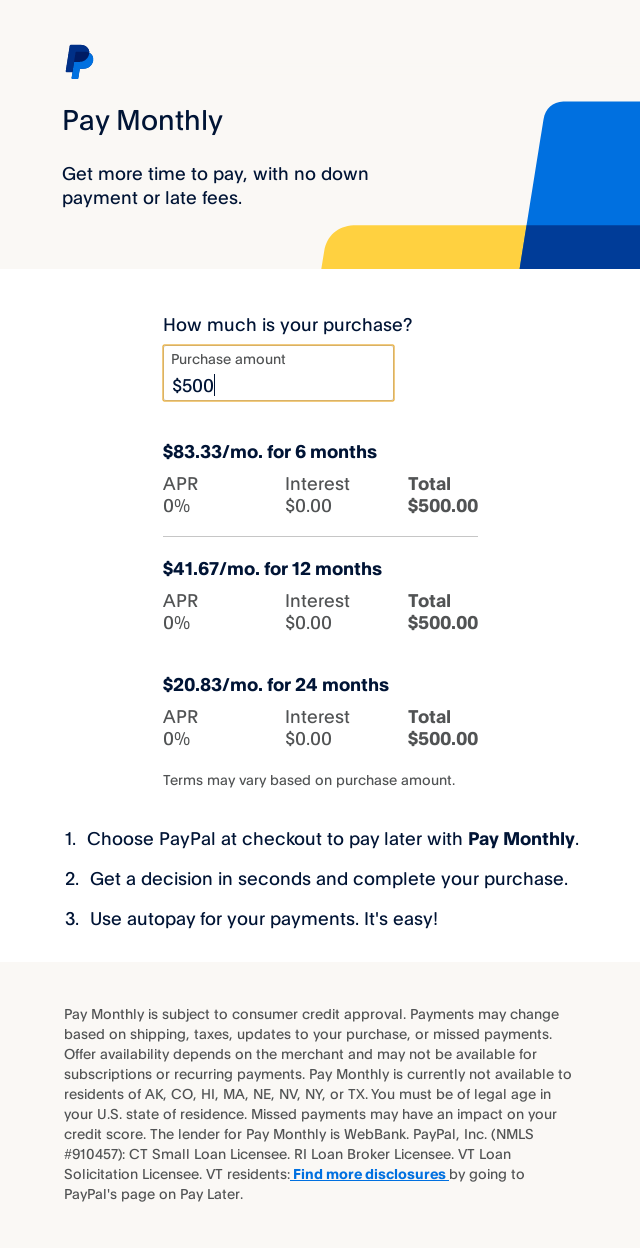 Pay Monthly
Get more time to pay, with no down
payment or late fees.
How much is your purchase?
Purchase amount
$500
$83.33/mo. for 6 months
APR Interest Total
0% $0.00 $500.00
$41.67/mo. for 12 months
APR Interest Total
0% $0.00 $500.00
$20.83/mo. for 24 months
APR Interest Total
0% $0.00 $500.00
Terms may vary based on purchase amount.
1. Choose PayPal at checkout to pay later with Pay Monthly.
2. Get a decision in seconds and complete your purchase.
3. Use autopay for your payments. It's easy!
Pay Monthly is subject to consumer credit approval. Payments may change
based on shipping, taxes, updates to your purchase, or missed payments.
Offer availability depends on the merchant and may not be available for
subscriptions or recurring payments. Pay Monthly is currently not available to
residents of AK, CO, HI, MA, NE, NV, NY, or TX. You must be of legal age in
your U.S. state of residence. Missed payments may have an impact on your
credit score. The lender for Pay Monthly is WebBank. PayPal, Inc. (NMLS
#910457): CT Small Loan Licensee. RI Loan Broker Licensee. VT Loan
Solicitation Licensee. VT residents: Find more disclosures by going to
PayPal's page on Pay Later.